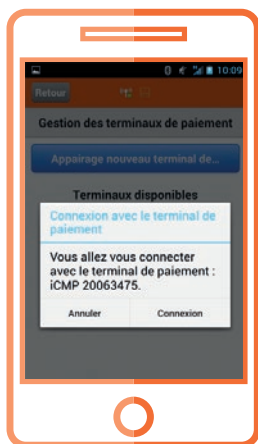 10:09
Retour
Gestion des terminaux de paiement
Appairage nouveau terminal de...
Terminaux disponibles
Connexion avec le terminal de
paiement
Vous allez vous connecter
avec le terminal de paiement :
iCMP 20063475.
Annuler Connexion